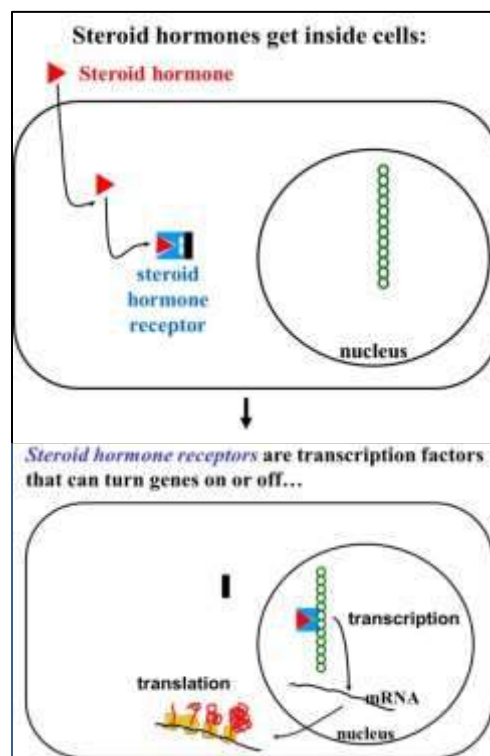 Steroid hormones get inside cells:
Steroid hormone
steroid
hormone
receptor
nucleus
Steroid hormone receptors are transcription factors
that can turn genes on or off…
transcription
translation
mRNA
nucleus